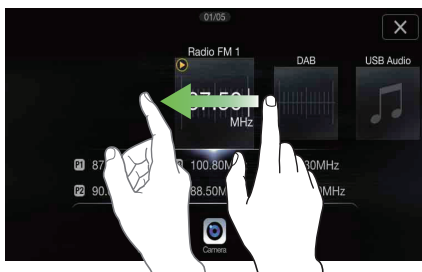 01/05
Radio FM 1
DAB
USB Audio
MHz
P1 87 100.80M 30MHz
P2 90. 88.50M MHz
Camera